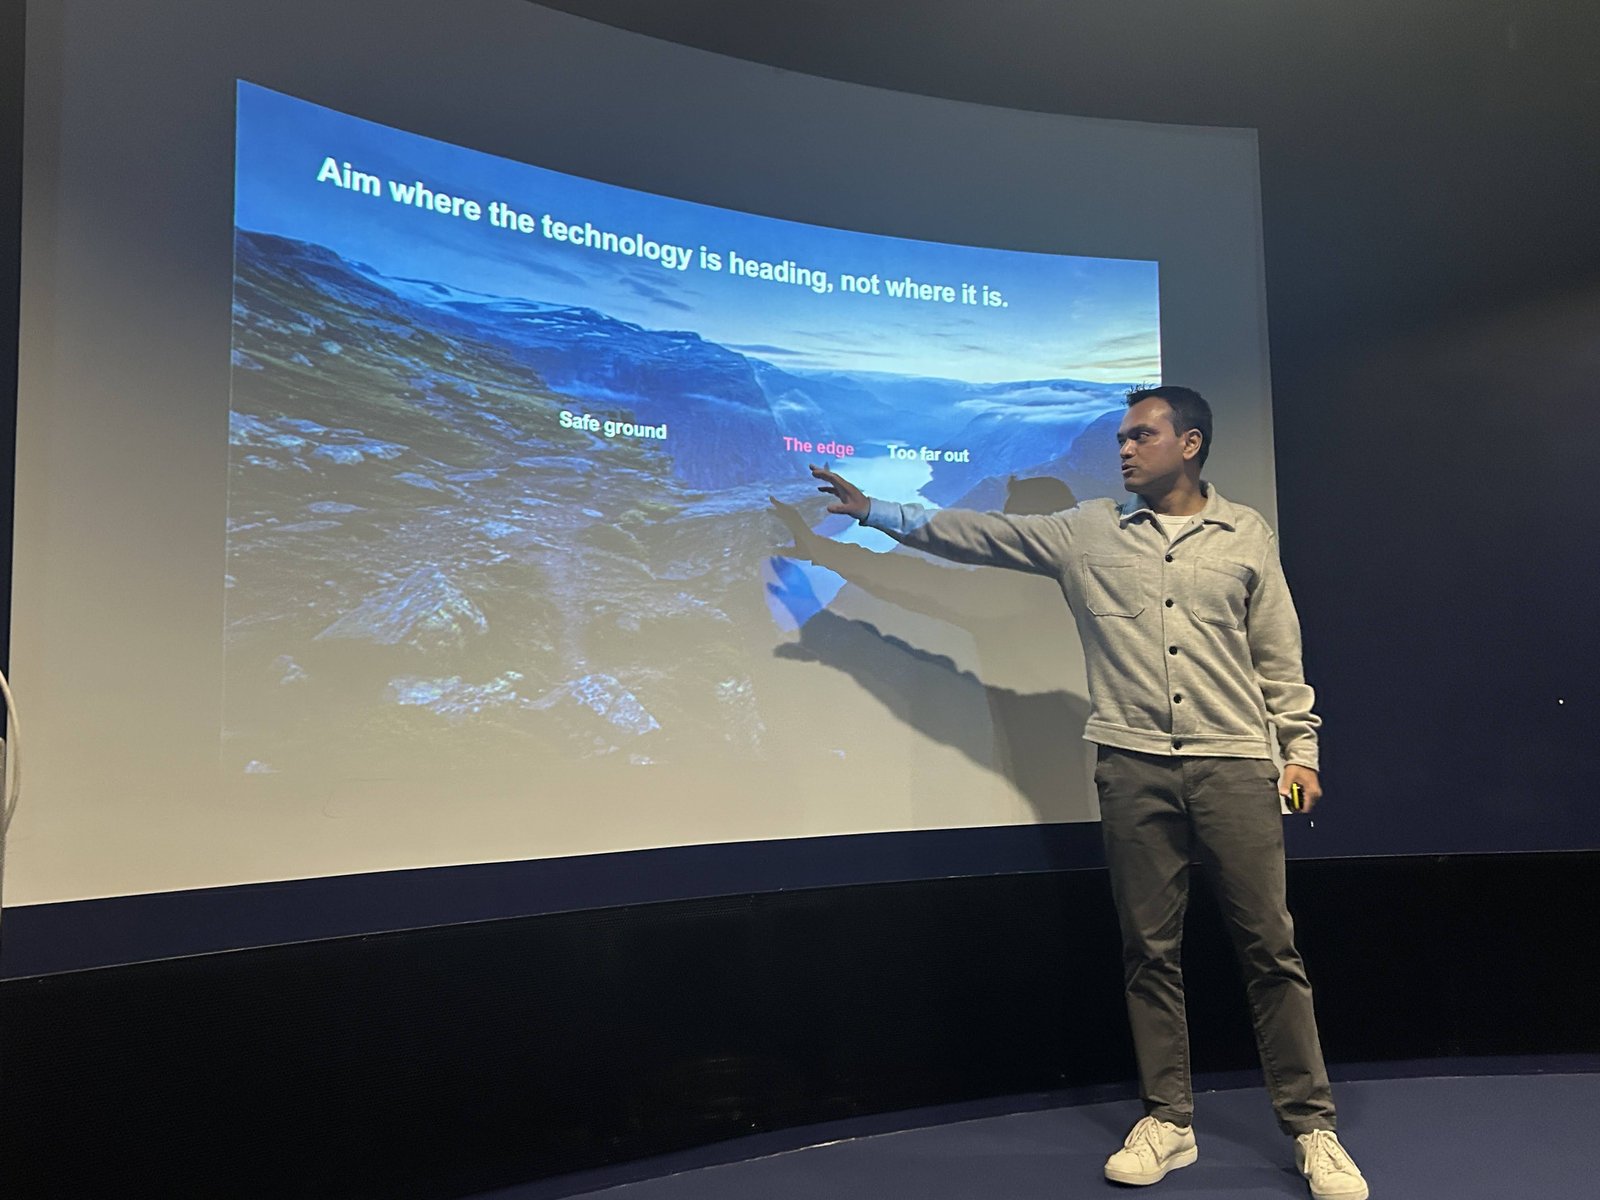 Aim where the technology is heading, not where it is.
Safe ground
The edge
Too far out